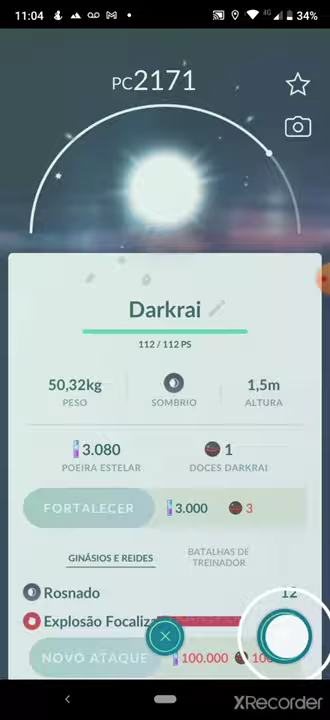 11:04 4G 34%
PC2171
Darkrai
112 / 112 PS
50,32kg 1,5m
PESO SOMBRIO ALTURA
3.080 1
POEIRA ESTELAR DOCES DARKRAI
FORTALECER 3.000 3
GINÁSIOS E REIDES BATALHAS DE TREINADOR
Rosnado 12
Explosão Focaliza
NOVO ATAQUE 100.000
XRecorder